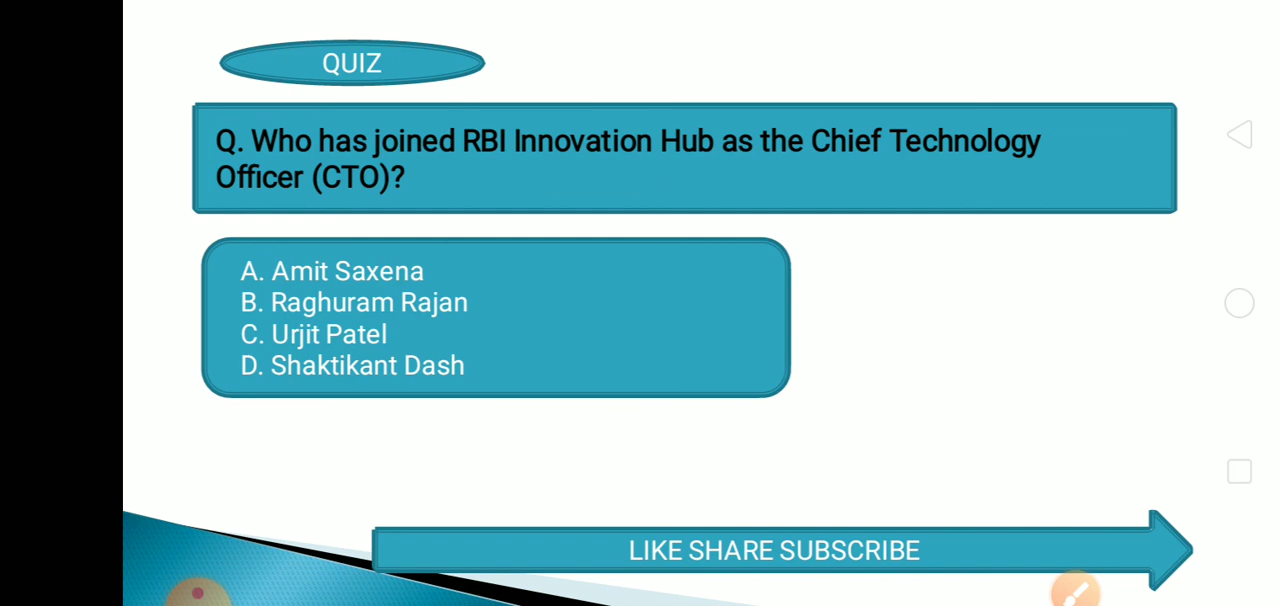 QUIZ
Q. Who has joined RBI Innovation Hub as the Chief Technology
Officer (CTO)?
A. Amit Saxena
B. Raghuram Rajan
C. Urjit Patel
D. Shaktikant Dash
LIKE SHARE SUBSCRIBE